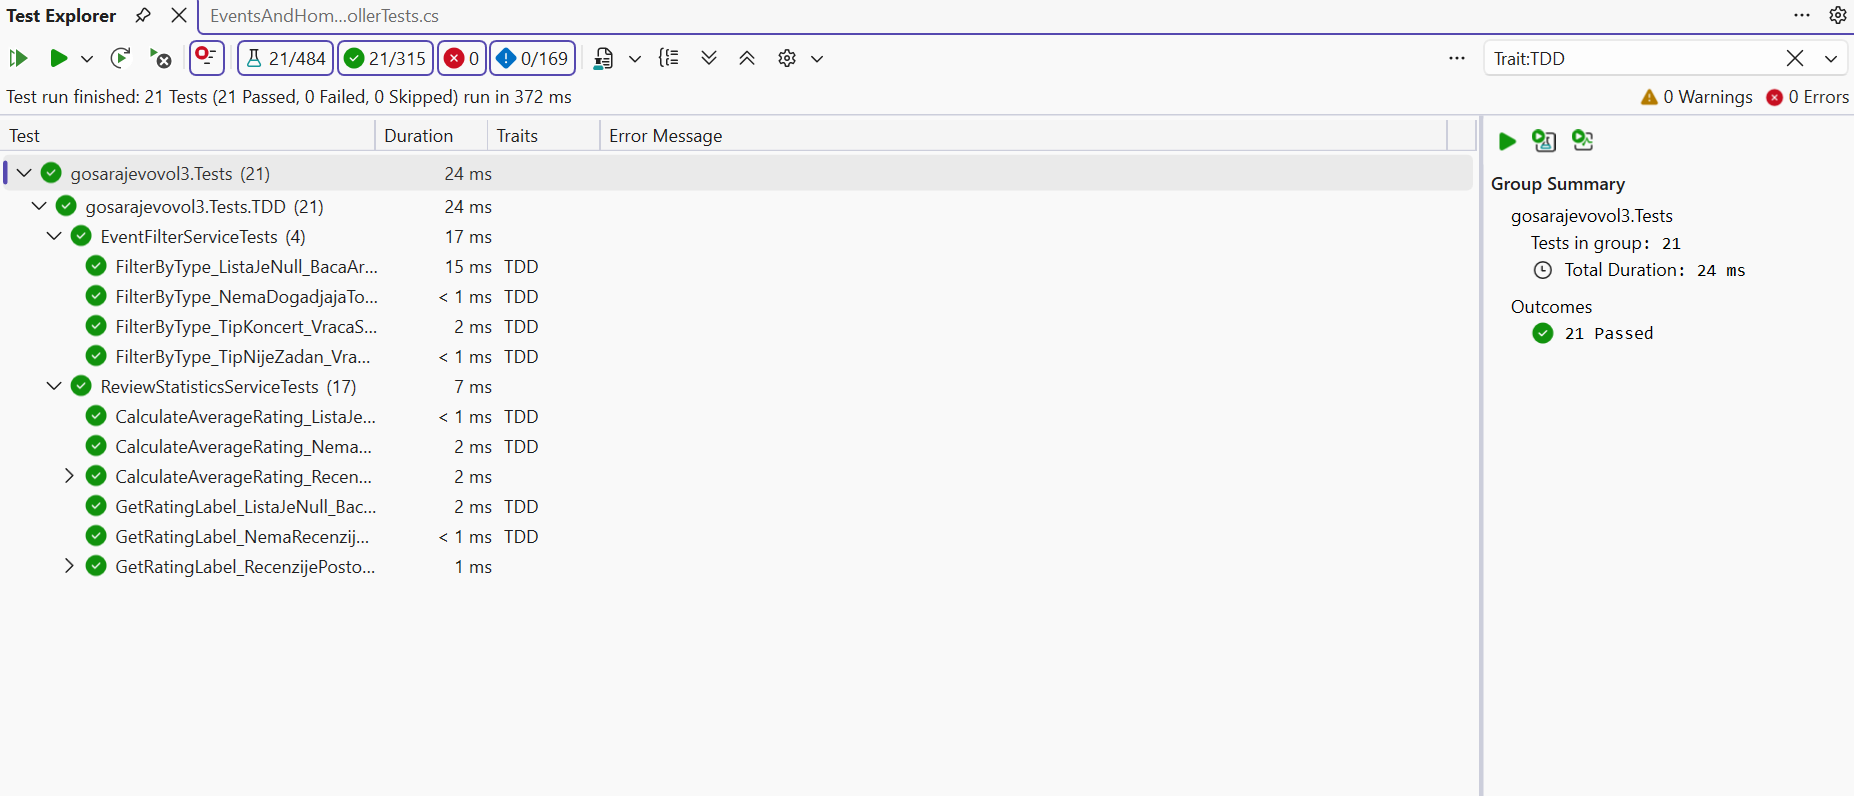 Test Explorer EventsAndHom...ollerTests.cs
21/484 21/315 0 0/169 Trait:TDD
Test run finished: 21 Tests (21 Passed, 0 Failed, 0 Skipped) run in 372 ms 0 Warnings 0 Errors
Test Duration Traits Error Message
gosarajevovol3.Tests (21) 24 ms
gosarajevovol3.Tests.TDD (21) 24 ms
EventFilterServiceTests (4) 17 ms
FilterByType_ListaJeNull_BacaAr... 15 ms TDD
FilterByType_NemaDogadjajaTo... < 1 ms TDD
FilterByType_TipKoncert_VracaS... 2 ms TDD
FilterByType_TipNijeZadan_Vra... < 1 ms TDD
ReviewStatisticsServiceTests (17) 7 ms
CalculateAverageRating_ListaJe... < 1 ms TDD
CalculateAverageRating_Nema... 2 ms TDD
CalculateAverageRating_Recen... 2 ms
GetRatingLabel_ListaJeNull_Bac... 2 ms TDD
GetRatingLabel_NemaRecenzij... < 1 ms TDD
GetRatingLabel_RecenzijePosto... 1 ms
Group Summary
gosarajevovol3.Tests
Tests in group: 21
Total Duration: 24 ms
Outcomes
21 Passed